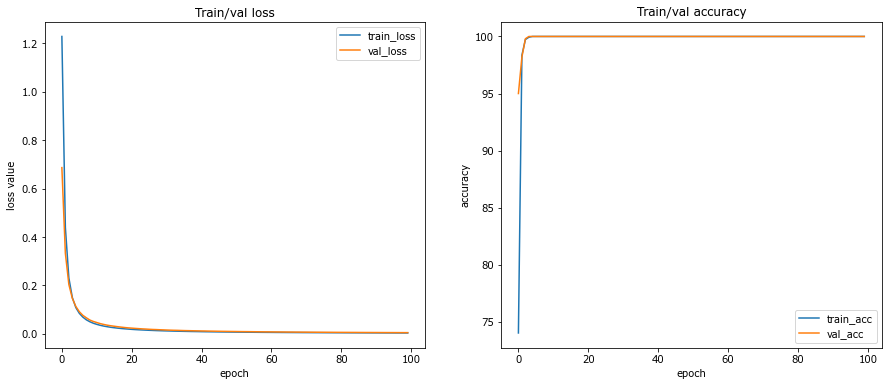 Train/val loss
train_loss
val_loss
1.2
1.0
0.8
0.6
0.4
0.2
0.0
loss value
0 20 40 60 80 100
epoch
Train/val accuracy
100
95
90
85
80
75
accuracy
train_acc
val_acc
0 20 40 60 80 100
epoch